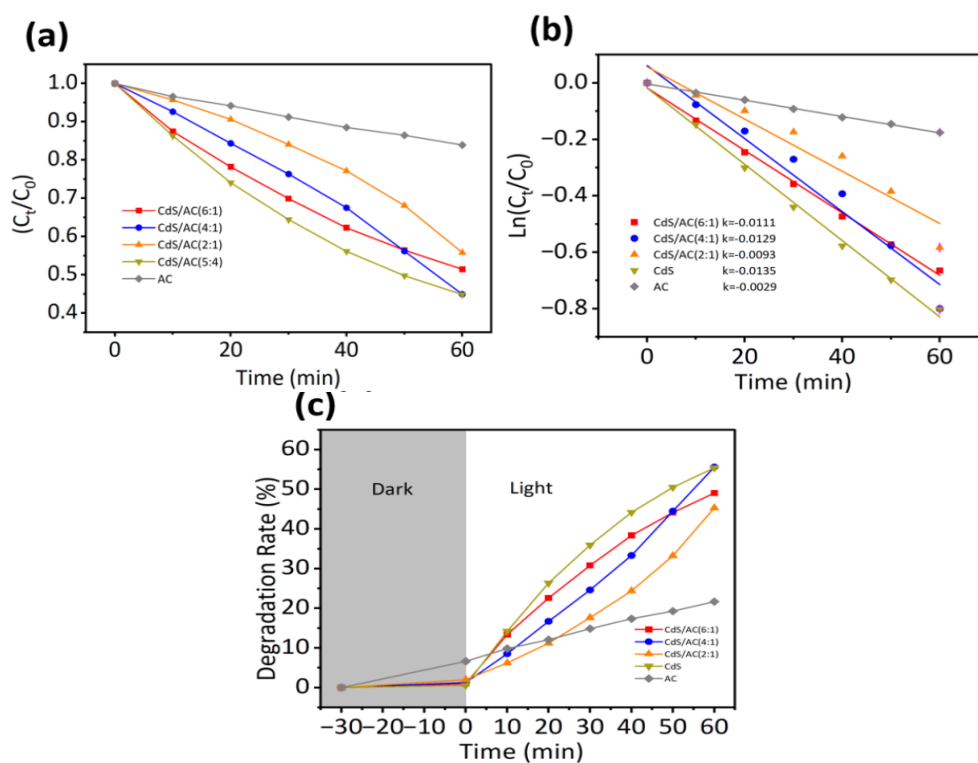 (a)
(Ct/C0)
1.0
0.9
0.8
0.7
0.6
0.5
0.4
CdS/AC(6:1)
CdS/AC(4:1)
CdS/AC(2:1)
CdS/AC(5:4)
AC
0 20 40 60
Time (min)
(b)
Ln(Ct/C0)
0.0
−0.2
−0.4
−0.6
−0.8
CdS/AC(6:1) k=-0.0111
CdS/AC(4:1) k=-0.0129
CdS/AC(2:1) k=-0.0093
CdS k=-0.0135
AC k=-0.0029
0 20 40 60
Time (min)
(c)
Degradation Rate (%)
60
50
40
30
20
10
0
Dark
Light
CdS/AC(6:1)
CdS/AC(4:1)
CdS/AC(2:1)
CdS
AC
−30 −20 −10 0 10 20 30 40 50 60
Time (min)